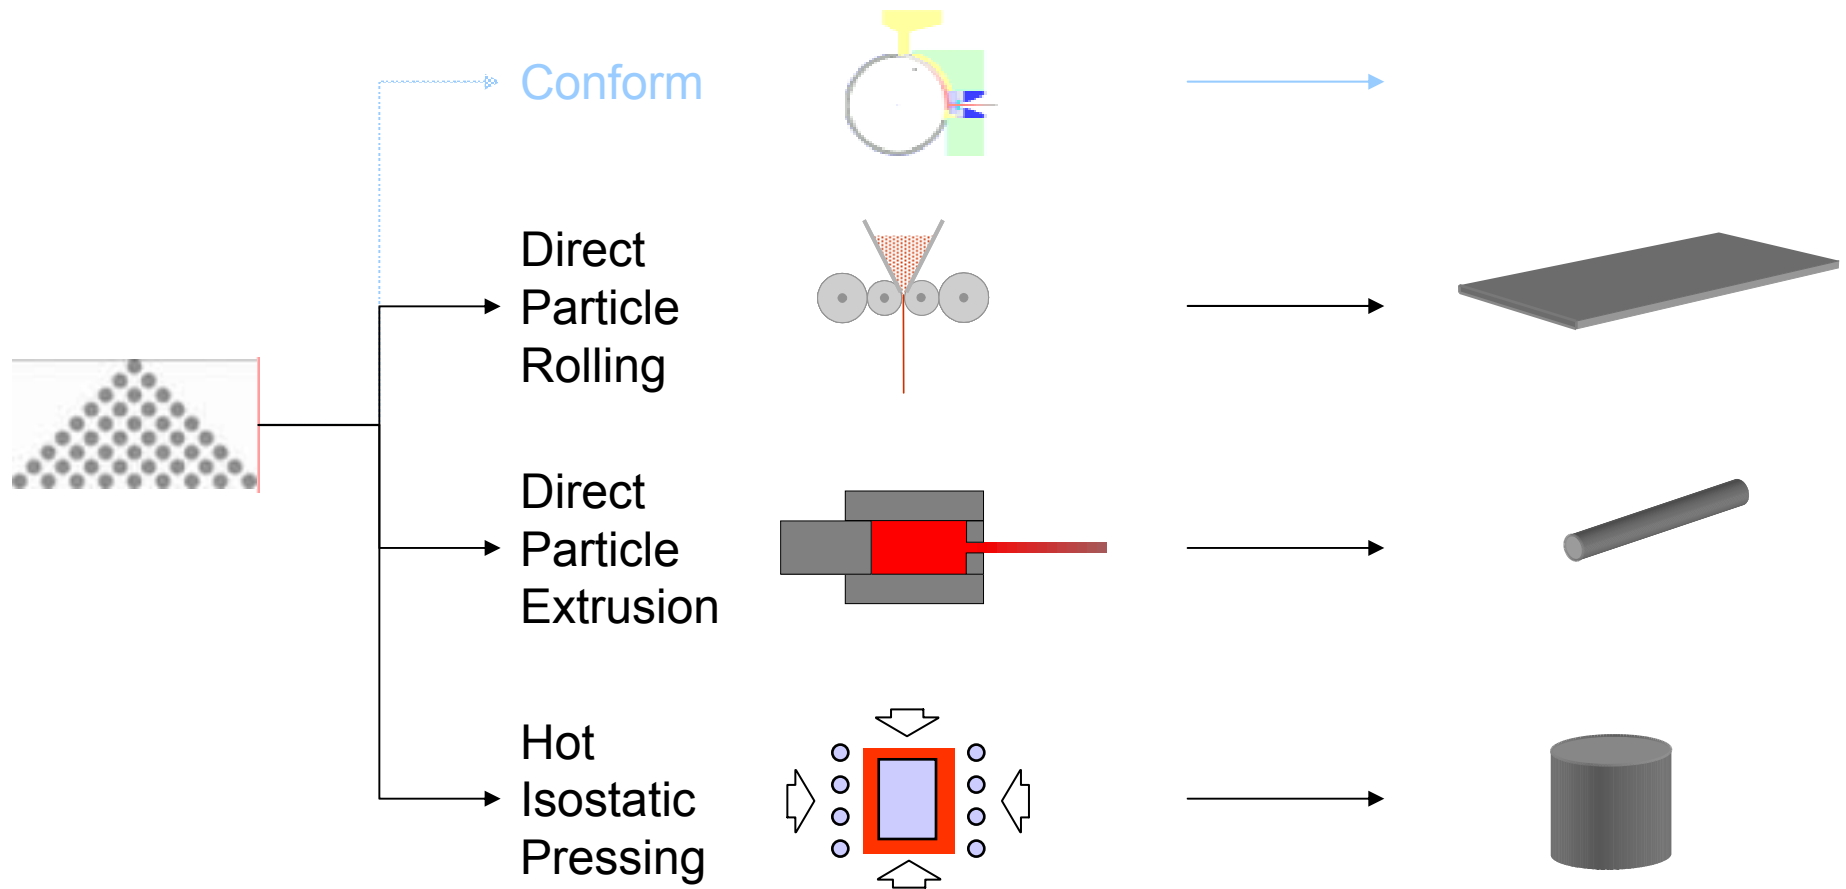 Conform
Direct
Particle
Rolling
Direct
Particle
Extrusion
Hot
Isostatic
Pressing